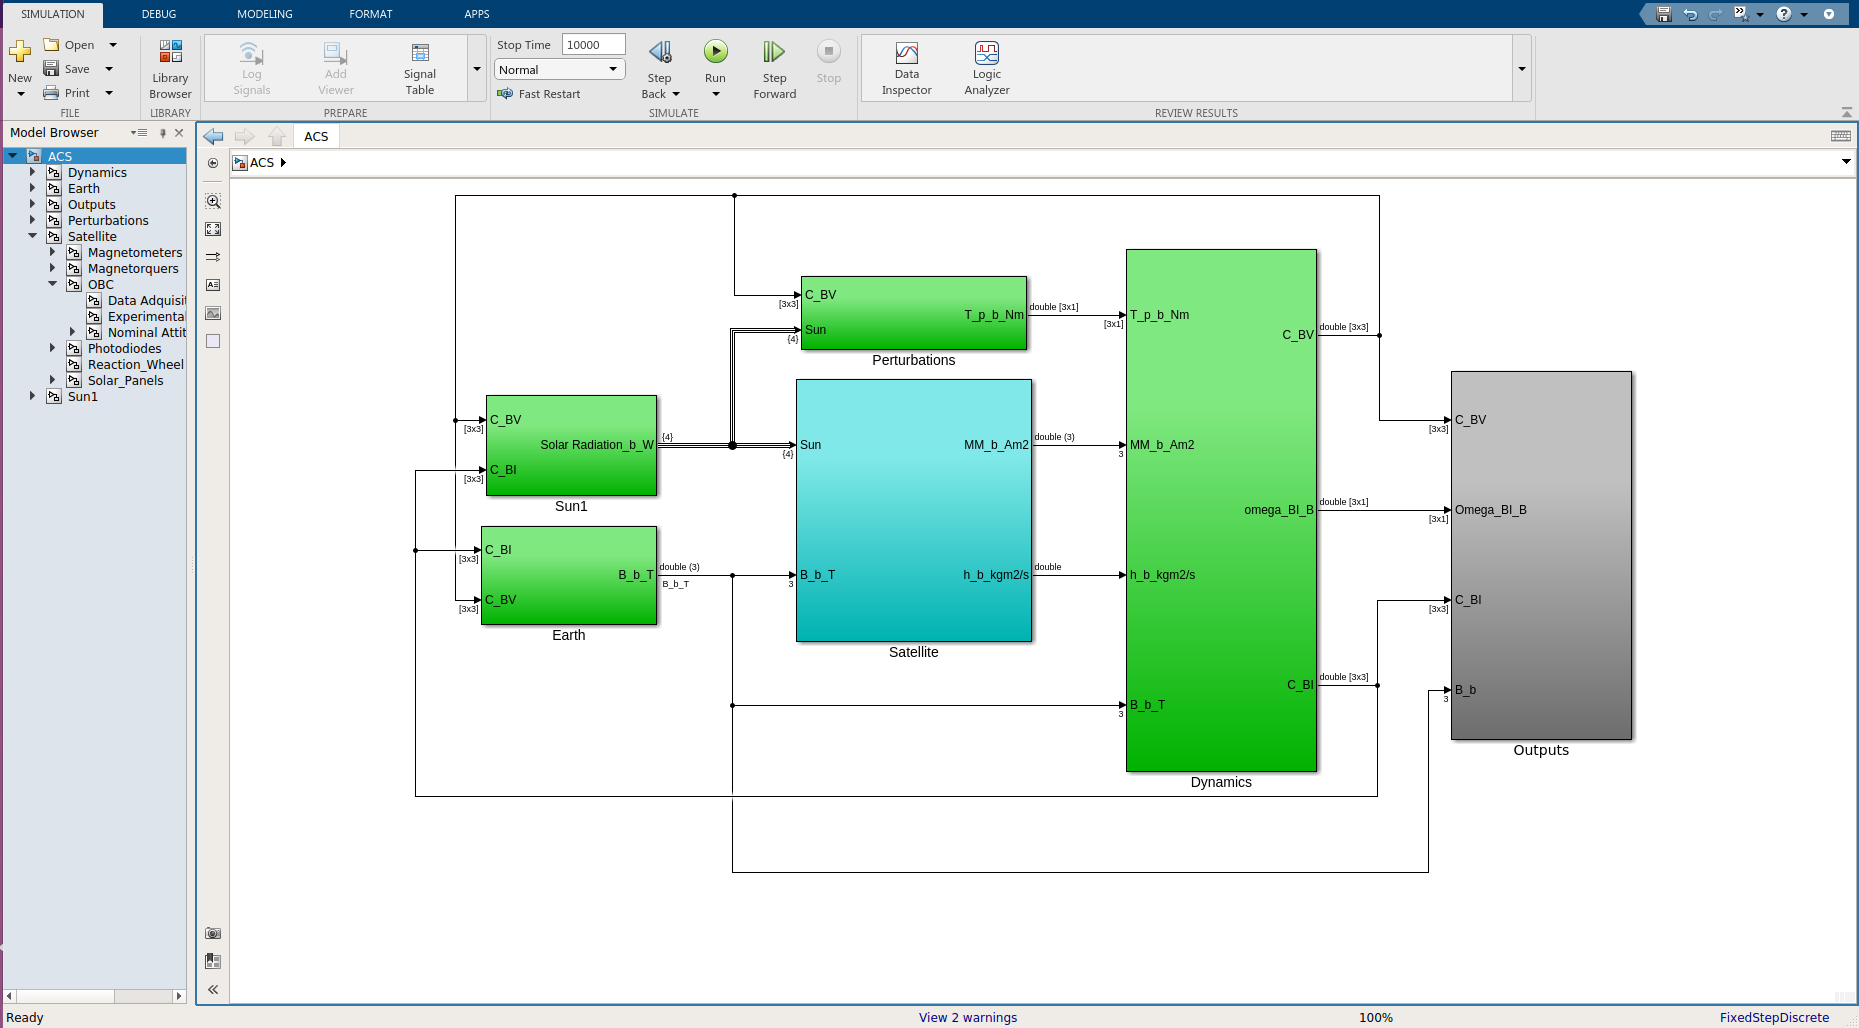 SIMULATION DEBUG MODELING FORMAT APPS
New
Open
Save
Print
FILE
Library
Browser
LIBRARY
Log
Signals
Add
Viewer
Signal
Table
PREPARE
Stop Time 10000
Normal
Fast Restart
Step
Back
Run
Step
Forward
Stop
SIMULATE
Data
Inspector
Logic
Analyzer
REVIEW RESULTS
Model Browser
ACS
Dynamics
Earth
Outputs
Perturbations
Satellite
Magnetometers
Magnetorquers
OBC
Data Adquisit
Experimenta
Nominal Attit
Photodiodes
Reaction_Wheel
Solar_Panels
Sun1
ACS
ACS
C_BV
[3x3]
Sun
{4}
T_p_b_Nm
double [3x1]
Perturbations
C_BV
[3x3]
C_BI
[3x3]
Solar Radiation_b_W
{4}
Sun1
C_BI
[3x3]
C_BV
[3x3]
B_b_T
double (3)
B_b_T
Earth
Sun
{4}
B_b_T
3
MM_b_Am2
double (3)
h_b_kgm2/s
double
Satellite
T_p_b_Nm
[3x1]
MM_b_Am2
3
h_b_kgm2/s
B_b_T
3
C_BV
double [3x3]
omega_BI_B
double [3x1]
C_BI
double [3x3]
Dynamics
C_BV
[3x3]
Omega_BI_B
[3x1]
C_BI
[3x3]
B_b
3
Outputs
Ready
View 2 warnings
100%
FixedStepDiscrete